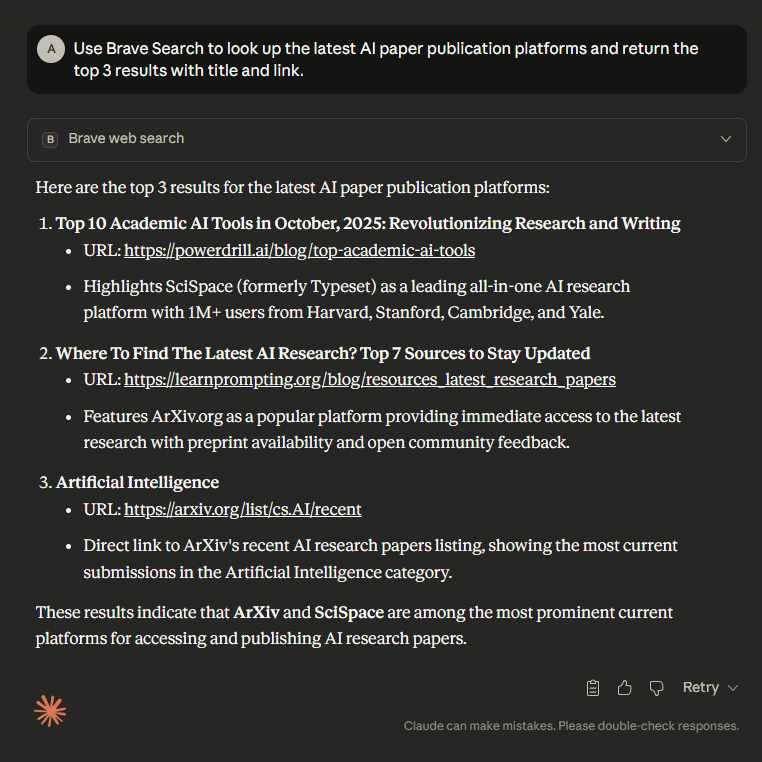 A
Use Brave Search to look up the latest AI paper publication platforms and return the
top 3 results with title and link.
B
Brave web search
Here are the top 3 results for the latest AI paper publication platforms:
1. Top 10 Academic AI Tools in October, 2025: Revolutionizing Research and Writing
• URL: https://powerdrill.ai/blog/top-academic-ai-tools
• Highlights SciSpace (formerly Typeset) as a leading all-in-one AI research
platform with 1M+ users from Harvard, Stanford, Cambridge, and Yale.
2. Where To Find The Latest AI Research? Top 7 Sources to Stay Updated
• URL: https://learnprompting.org/blog/resources_latest_research_papers
• Features ArXiv.org as a popular platform providing immediate access to the latest
research with preprint availability and open community feedback.
3. Artificial Intelligence
• URL: https://arxiv.org/list/cs.AI/recent
• Direct link to ArXiv's recent AI research papers listing, showing the most current
submissions in the Artificial Intelligence category.
These results indicate that ArXiv and SciSpace are among the most prominent current
platforms for accessing and publishing AI research papers.
Retry
Claude can make mistakes. Please double-check responses.